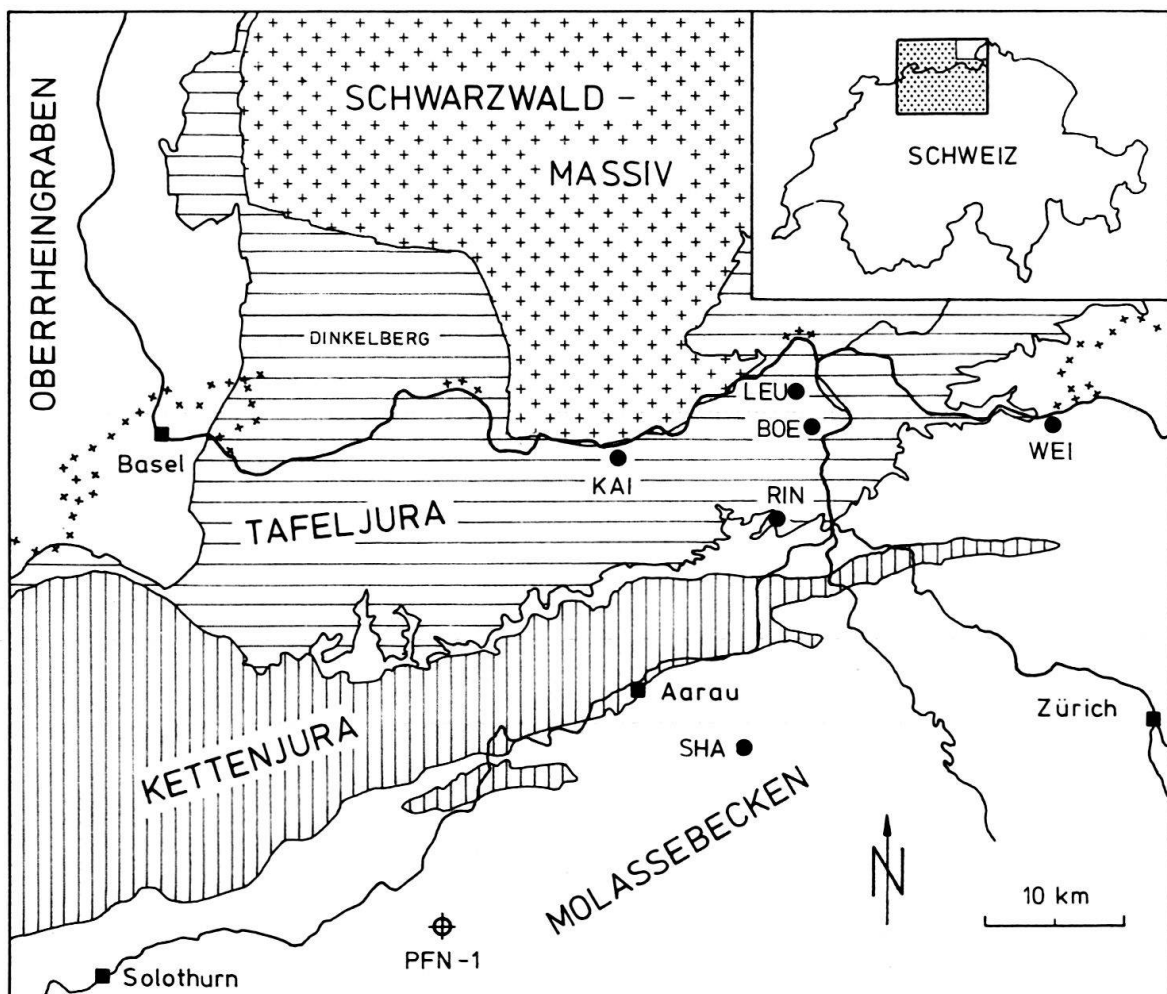 OBERRHEINGRABEN
SCHWARZWALD –
MASSIV
SCHWEIZ
DINKELBERG
LEU
BOE
WEI
Basel
KAI
RIN
TAFELJURA
Aarau
Zürich
KETTENJURA
SHA
MOLASSEBECKEN
N
10 km
PFN-1
Solothurn